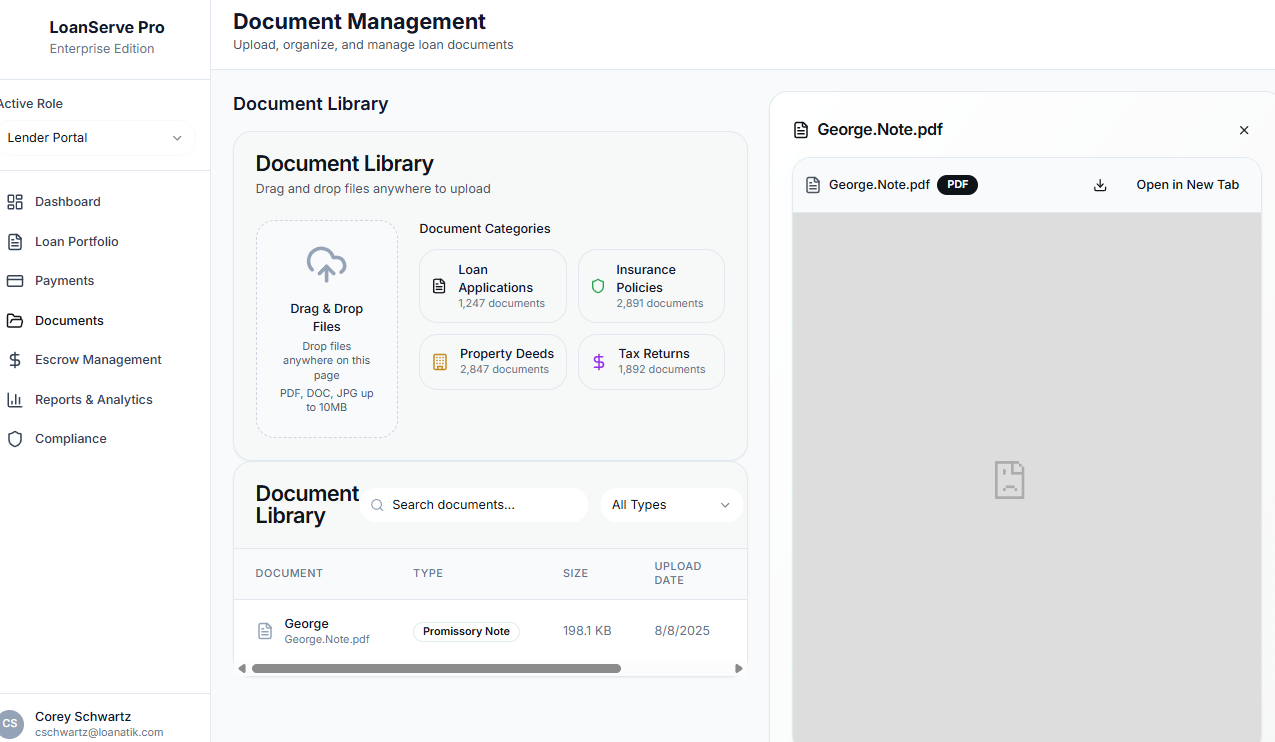 LoanServe Pro
Enterprise Edition
Active Role
Lender Portal
Dashboard
Loan Portfolio
Payments
Documents
Escrow Management
Reports & Analytics
Compliance
CS
Corey Schwartz
cschwartz@loanatik.com
Document Management
Upload, organize, and manage loan documents
Document Library
Document Library
Drag and drop files anywhere to upload
Drag & Drop
Files
Drop files
anywhere on this
page
PDF, DOC, JPG up
to 10MB
Document Categories
Loan
Applications
1,247 documents
Insurance
Policies
2,891 documents
Property Deeds
2,847 documents
Tax Returns
1,892 documents
Document
Library
Search documents...
All Types
DOCUMENT
TYPE
SIZE
UPLOAD
DATE
George
George.Note.pdf
Promissory Note
198.1 KB
8/8/2025
George.Note.pdf
George.Note.pdf
PDF
Open in New Tab